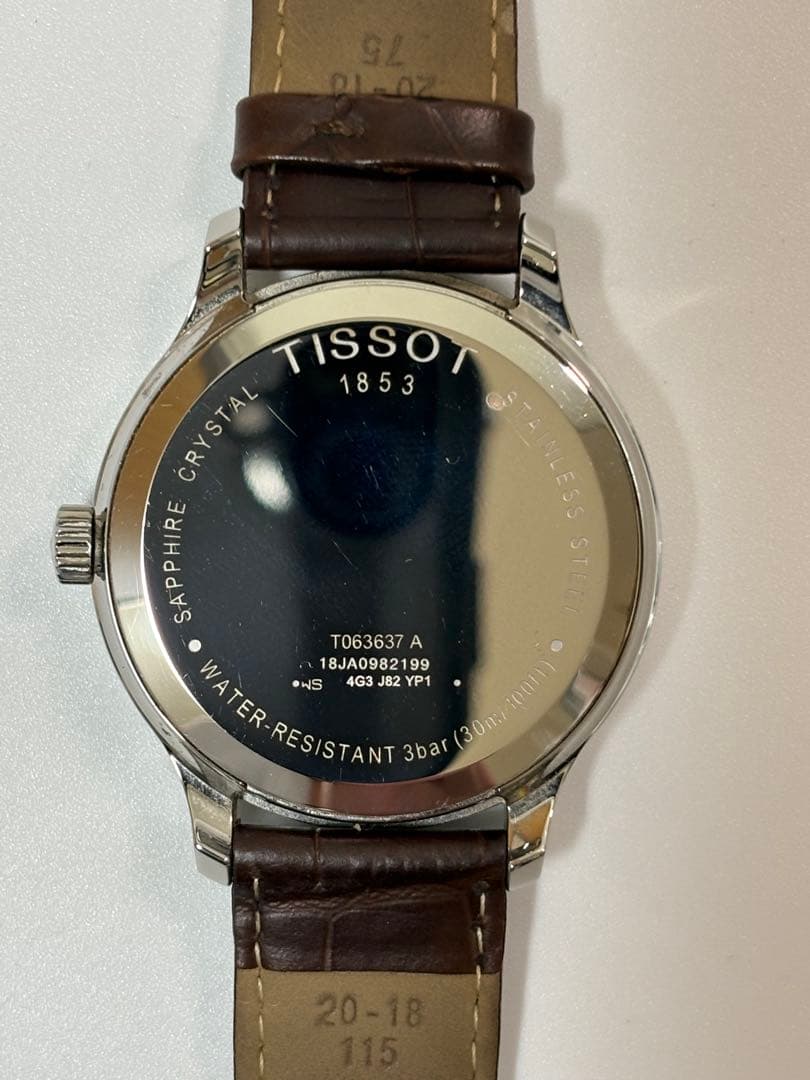 75
20-18
TISSOT
1853
SAPPHIRE CRYSTAL
STAINLESS STEEL
T063637 A
18JA0982199
WS 4G3 J82 YP1
WATER-RESISTANT 3bar (30m/100ft)
20-18
115